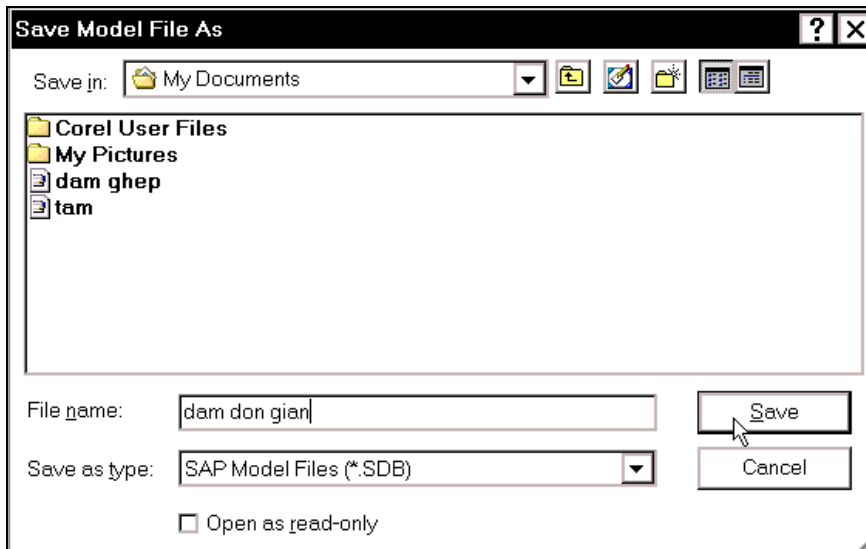 Save Model File As
Save in: My Documents
Corel User Files
My Pictures
dam ghep
tam
File name: dam don gian Save
Save as type: SAP Model Files (*.SDB) Cancel
Open as read-only